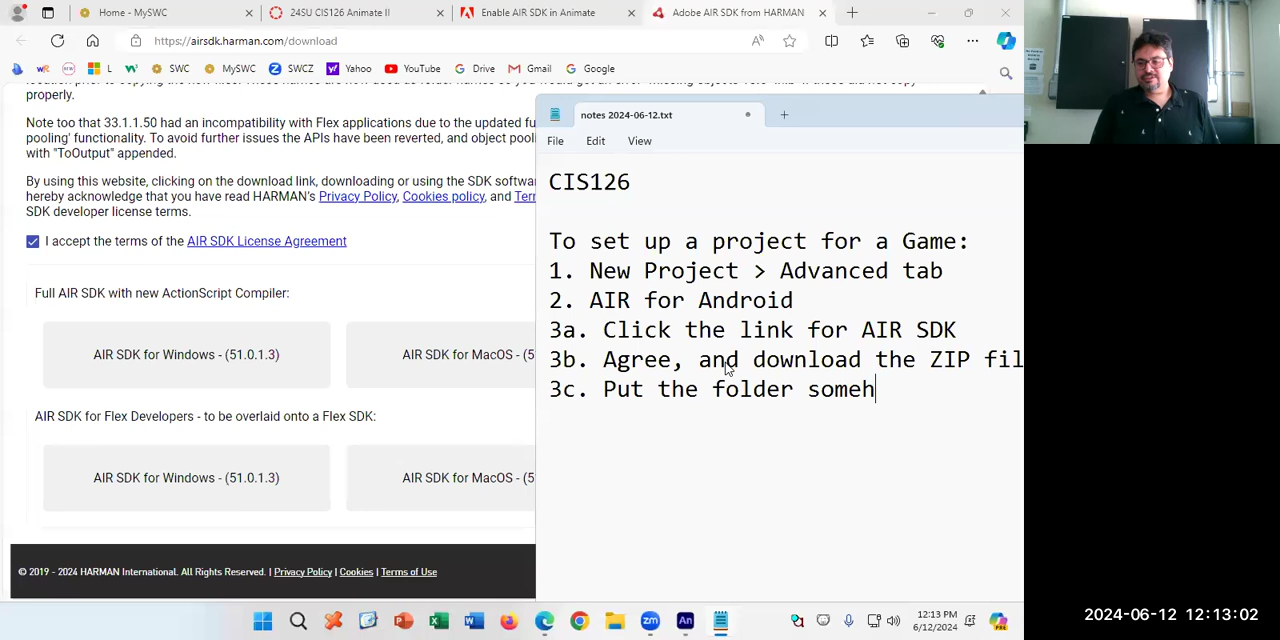 Home - MySWC
24SU CIS126 Animate II
Enable AIR SDK in Animate
Adobe AIR SDK from HARMAN
https://airsdk.harman.com/download
SWC
MySWC
SWCZ
Yahoo
YouTube
Drive
Gmail
Google
properly.
Note too that 33.1.1.50 had an incompatibility with Flex applications due to the updated fu
pooling' functionality. To avoid further issues the APIs have been reverted, and object pooli
with "ToOutput" appended.
By using this website, clicking on the download link, downloading or using the SDK softwar
hereby acknowledge that you have read HARMAN's Privacy Policy, Cookies policy, and Terr
SDK developer license terms.
I accept the terms of the AIR SDK License Agreement
Full AIR SDK with new ActionScript Compiler:
AIR SDK for Windows - (51.0.1.3)
AIR SDK for MacOS - (5
AIR SDK for Flex Developers - to be overlaid onto a Flex SDK:
AIR SDK for Windows - (51.0.1.3)
AIR SDK for MacOS - (5
© 2019 - 2024 HARMAN International. All Rights Reserved. | Privacy Policy | Cookies | Terms of Use
notes 2024-06-12.txt
File
Edit
View
CIS126
To set up a project for a Game:
1. New Project > Advanced tab
2. AIR for Android
3a. Click the link for AIR SDK
3b. Agree, and download the ZIP fil
3c. Put the folder someh
12:13 PM
6/12/2024
2024-06-12 12:13:02